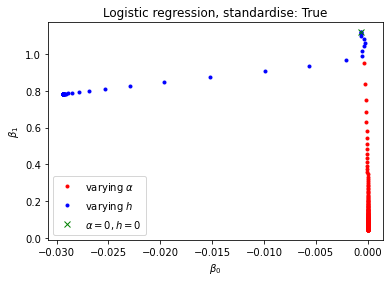 Logistic regression, standardise: True
β₁
1.0
0.8
0.6
0.4
0.2
0.0
varying α
varying h
α = 0, h = 0
−0.030 −0.025 −0.020 −0.015 −0.010 −0.005 0.000
β₀